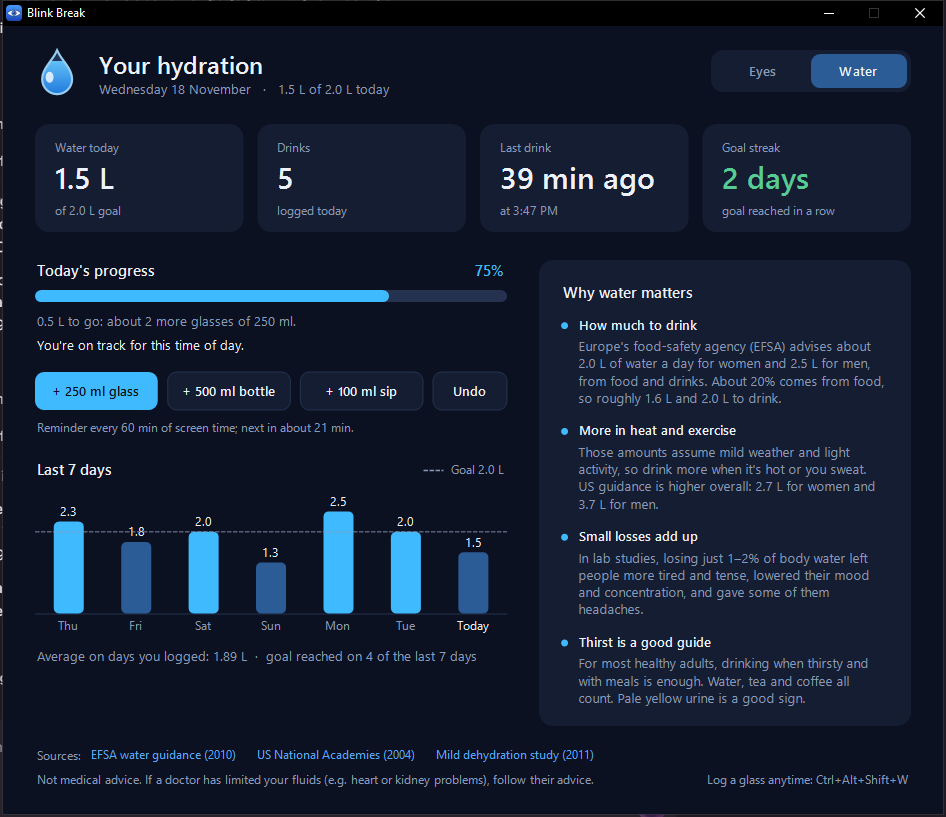 Blink Break
Your hydration
Wednesday 18 November · 1.5 L of 2.0 L today
Eyes
Water
Water today
1.5 L
of 2.0 L goal
Drinks
5
logged today
Last drink
39 min ago
at 3:47 PM
Goal streak
2 days
goal reached in a row
Today's progress
75%
0.5 L to go: about 2 more glasses of 250 ml.
You're on track for this time of day.
+ 250 ml glass
+ 500 ml bottle
+ 100 ml sip
Undo
Reminder every 60 min of screen time; next in about 21 min.
Last 7 days
Goal 2.0 L
2.3
1.8
2.0
1.3
2.5
2.0
1.5
Thu
Fri
Sat
Sun
Mon
Tue
Today
Average on days you logged: 1.89 L · goal reached on 4 of the last 7 days
Why water matters
How much to drink
Europe's food-safety agency (EFSA) advises about
2.0 L of water a day for women and 2.5 L for men,
from food and drinks. About 20% comes from food,
so roughly 1.6 L and 2.0 L to drink.
More in heat and exercise
Those amounts assume mild weather and light
activity, so drink more when it's hot or you sweat.
US guidance is higher overall: 2.7 L for women and
3.7 L for men.
Small losses add up
In lab studies, losing just 1–2% of body water left
people more tired and tense, lowered their mood
and concentration, and gave some of them
headaches.
Thirst is a good guide
For most healthy adults, drinking when thirsty and
with meals is enough. Water, tea and coffee all
count. Pale yellow urine is a good sign.
Sources: EFSA water guidance (2010) US National Academies (2004) Mild dehydration study (2011)
Not medical advice. If a doctor has limited your fluids (e.g. heart or kidney problems), follow their advice.
Log a glass anytime: Ctrl+Alt+Shift+W